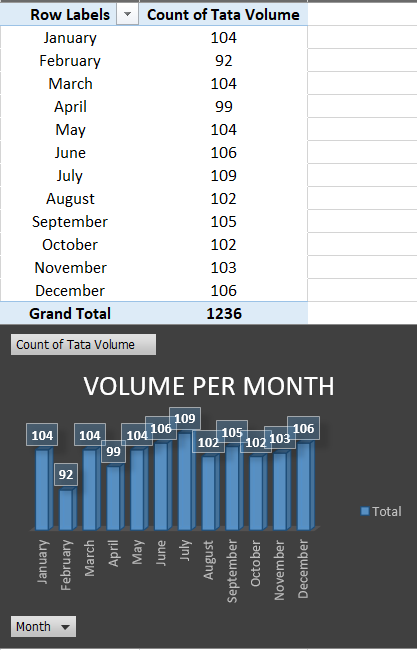 Row Labels Count of Tata Volume
January 104
February 92
March 104
April 99
May 104
June 106
July 109
August 102
September 105
October 102
November 103
December 106
Grand Total 1236
Count of Tata Volume
VOLUME PER MONTH
104 92 104 99 104 106 109 102 105 102 103 106
Total
January February March April May June July August September October November December
Month